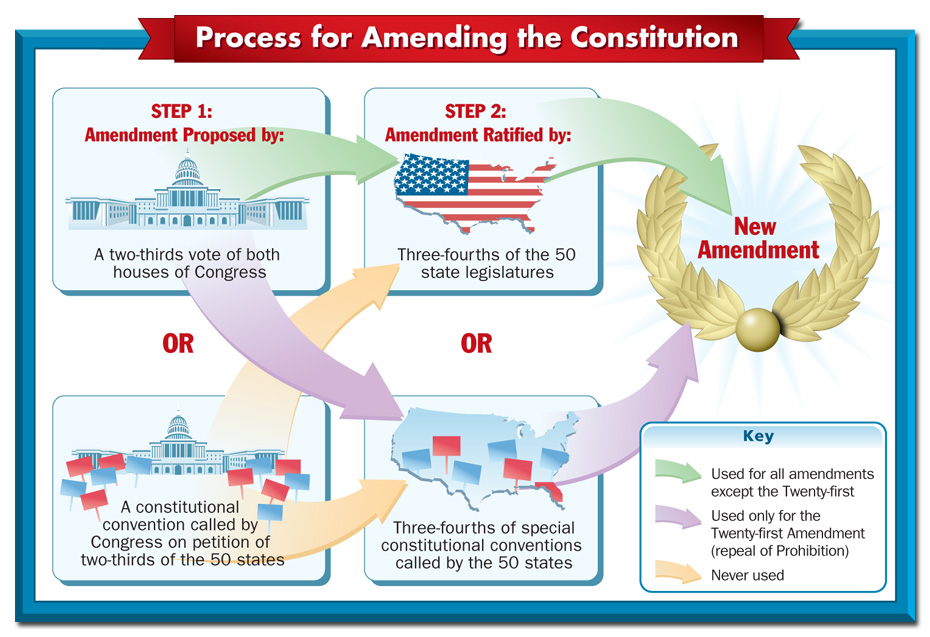 Process for Amending the Constitution
STEP 1:
Amendment Proposed by:
A two-thirds vote of both
houses of Congress
STEP 2:
Amendment Ratified by:
Three-fourths of the 50
state legislatures
New
Amendment
OR
OR
A constitutional
convention called by
Congress on petition of
two-thirds of the 50 states
Three-fourths of special
constitutional conventions
called by the 50 states
Key
Used for all amendments
except the Twenty-first
Used only for the
Twenty-first Amendment
(repeal of Prohibition)
Never used